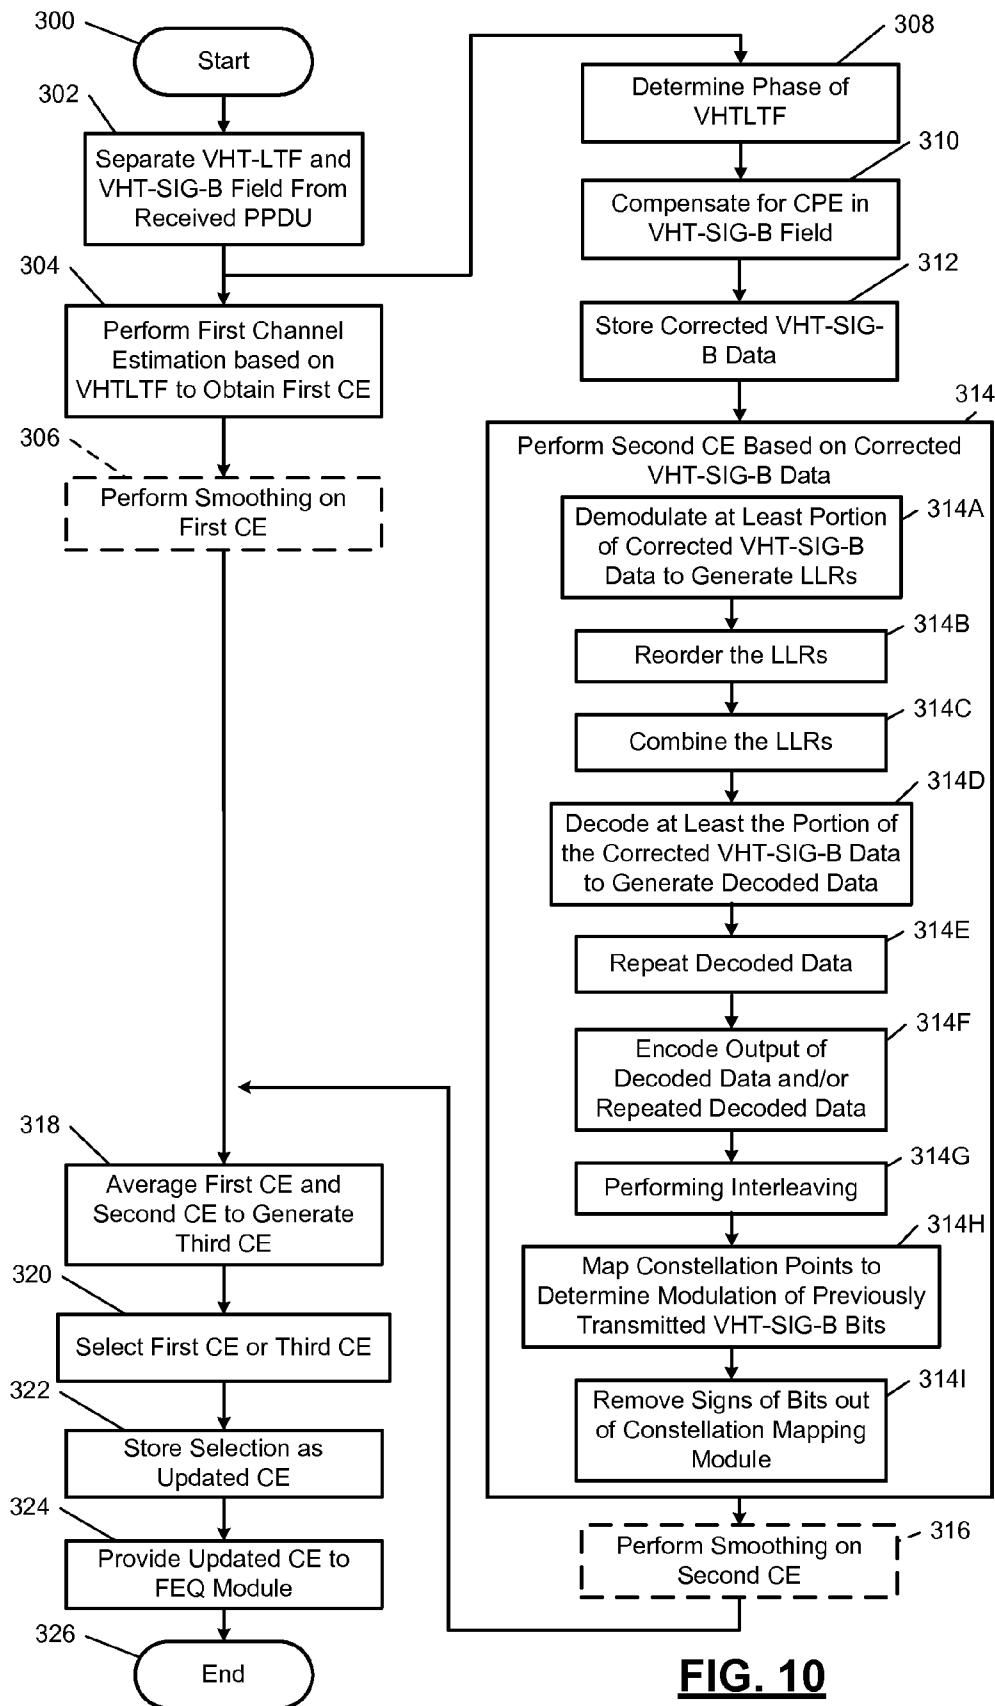 300
Start
302
Separate VHT-LTF and
VHT-SIG-B Field From
Received PPDU
304
Perform First Channel
Estimation based on
VHTLTF to Obtain First CE
306
Perform Smoothing on
First CE
308
Determine Phase of
VHTLTF
310
Compensate for CPE in
VHT-SIG-B Field
312
Store Corrected VHT-SIG-
B Data
314
Perform Second CE Based on Corrected
VHT-SIG-B Data
314A
Demodulate at Least Portion
of Corrected VHT-SIG-B
Data to Generate LLRs
314B
Reorder the LLRs
314C
Combine the LLRs
314D
Decode at Least the Portion of
the Corrected VHT-SIG-B Data
to Generate Decoded Data
314E
Repeat Decoded Data
314F
Encode Output of
Decoded Data and/or
Repeated Decoded Data
314G
Performing Interleaving
314H
Map Constellation Points to
Determine Modulation of Previously
Transmitted VHT-SIG-B Bits
314I
Remove Signs of Bits out
of Constellation Mapping
Module
316
Perform Smoothing on
Second CE
318
Average First CE and
Second CE to Generate
Third CE
320
Select First CE or Third CE
322
Store Selection as
Updated CE
324
Provide Updated CE to
FEQ Module
326
End
FIG. 10